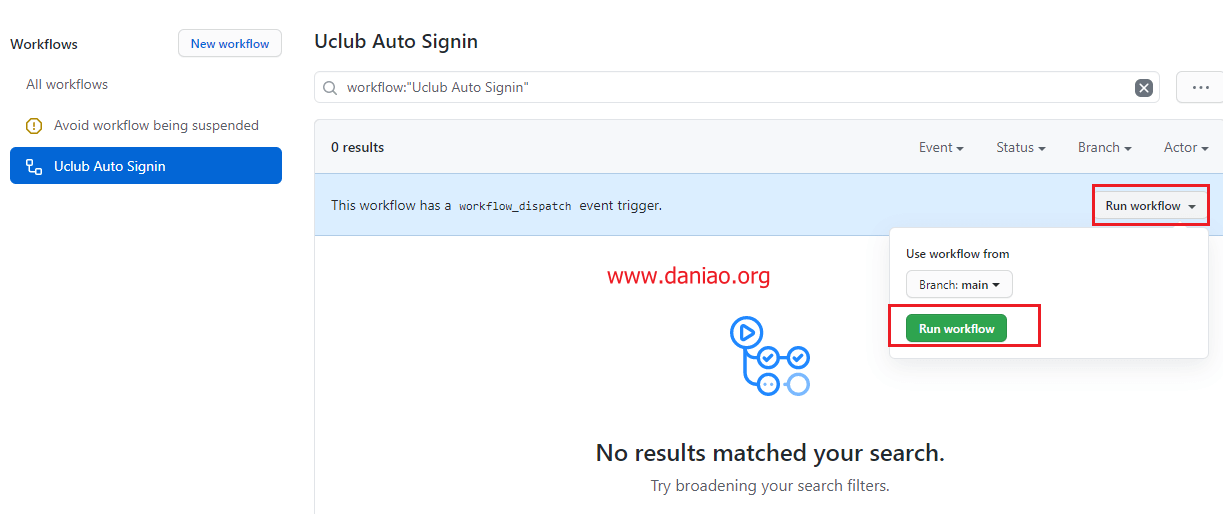 Workflows
New workflow
All workflows
Avoid workflow being suspended
Uclub Auto Signin
Uclub Auto Signin
workflow:"Uclub Auto Signin"
...
0 results
Event
Status
Branch
Actor
This workflow has a workflow_dispatch event trigger.
Run workflow
Use workflow from
Branch: main
Run workflow
www.daniao.org
No results matched your search.
Try broadening your search filters.